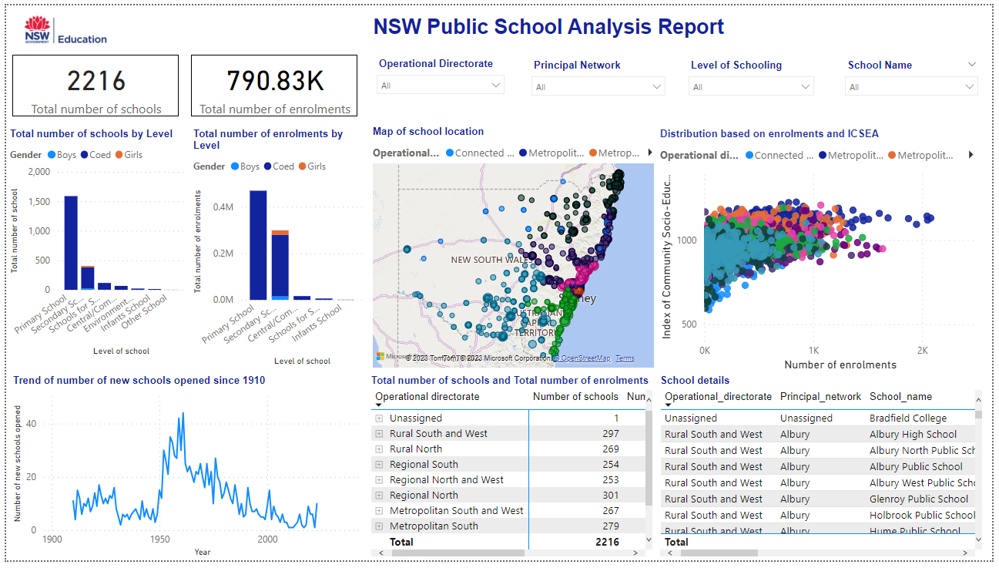 NSW
GOVERNMENT
Education
NSW Public School Analysis Report
2216
Total number of schools
790.83K
Total number of enrolments
Operational Directorate
All
Principal Network
All
Level of Schooling
All
School Name
All
Total number of schools by Level
Gender Boys Coed Girls
Total number of school
2,000
1,500
1,000
500
0
Primary School
Secondary Sc...
Schools for S...
Central/Com...
Environment...
Infants School
Other School
Level of school
Total number of enrolments by
Level
Gender Boys Coed Girls
Total number of enrolments
0.4M
0.2M
0.0M
Primary School
Secondary Sc...
Central/Com...
Schools for S...
Infants School
Level of school
Map of school location
Operational... Connected ... Metropolit... Metrop...
NEW SOUTH WALES
TERRITORY
© 2023 TomTom, © 2023 Microsoft Corporation, © OpenStreetMap Terms
Distribution based on enrolments and ICSEA
Operational di... Connected ... Metropolit... Metropolit...
Index of Community Socio-Educ...
1000
500
0K 1K 2K
Number of enrolments
Trend of number of new schools opened since 1910
Number of new schools opened
40
20
0
1900 1950 2000
Year
Total number of schools and Total number of enrolments
Operational directorate Number of schools Num
Unassigned 1
Rural South and West 297
Rural North 269
Regional South 254
Regional North and West 253
Regional North 301
Metropolitan South and West 267
Metropolitan South 279
Total 2216
School details
Operational_directorate Principal_network School_name
Unassigned Unassigned Bradfield College
Rural South and West Albury Albury High School
Rural South and West Albury Albury North Public Sch
Rural South and West Albury Albury Public School
Rural South and West Albury Albury West Public Scho
Rural South and West Albury Glenroy Public School
Rural South and West Albury Holbrook Public School
Rural South and West Albury Hume Public School
Total